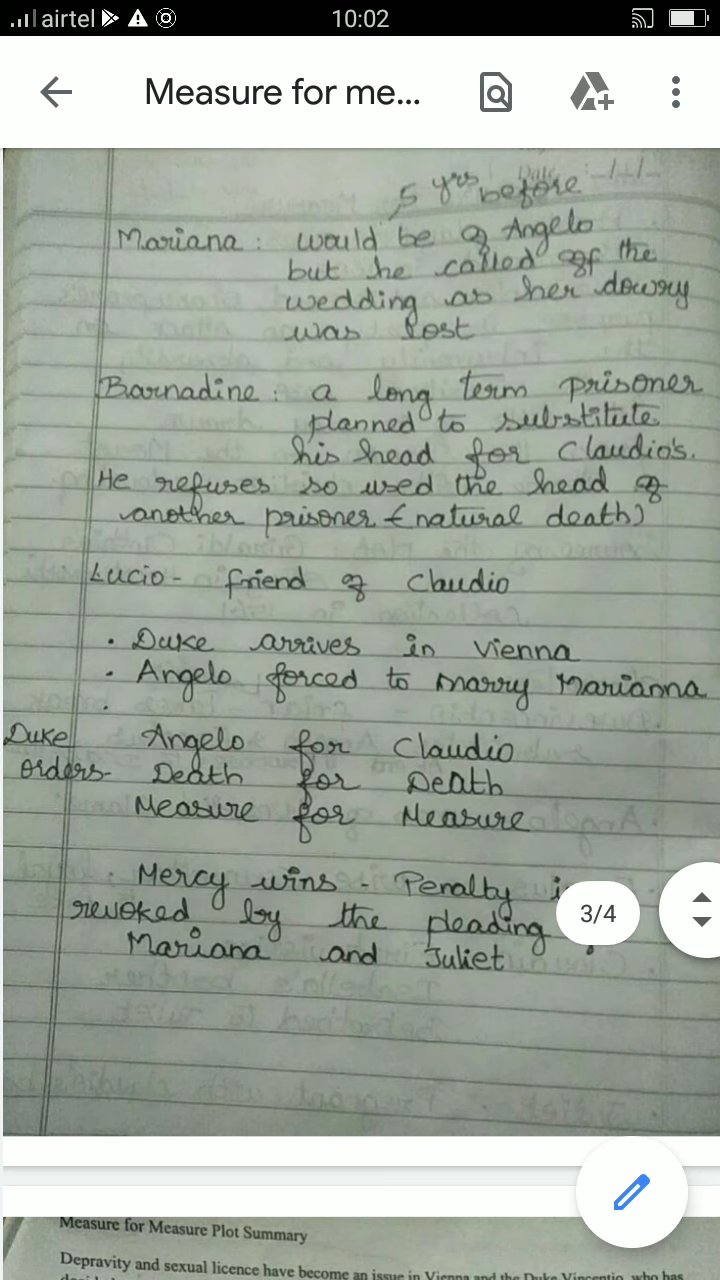 airtel 10:02
Measure for me...
5 yrs before
Date :-/-/-
Mariana : would be of Angelo
but he called off the
wedding as her dowry
was lost
Barnadine : a long term prisoner
planned to substitute
his head for Claudio's.
He refuses so used the head of
another prisoner (natural death)
Lucio - friend of Claudio
• Duke arrives in Vienna
• Angelo forced to marry Marianna
•
Duke Angelo for Claudio
orders- Death for Death
Measure for Measure
• Mercy wins - Penalty
3/4
revoked by the pleading
Mariana and Juliet
Measure for Measure Plot Summary
Depravity and sexual licence have become an issue in Vienna and the Duke Vincentio, who has